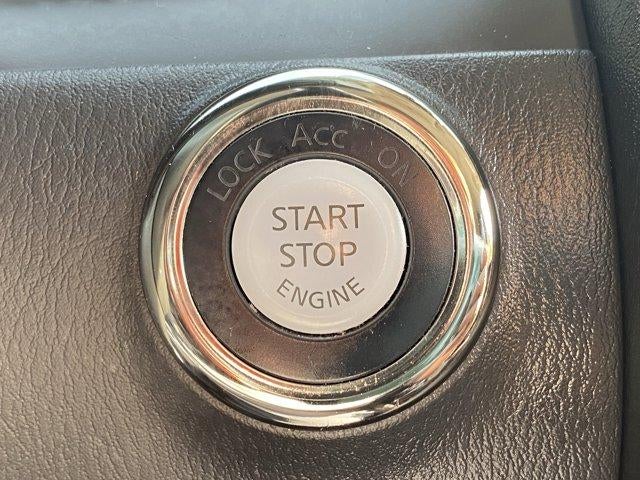 LOCK Acc ON
START
STOP
ENGINE